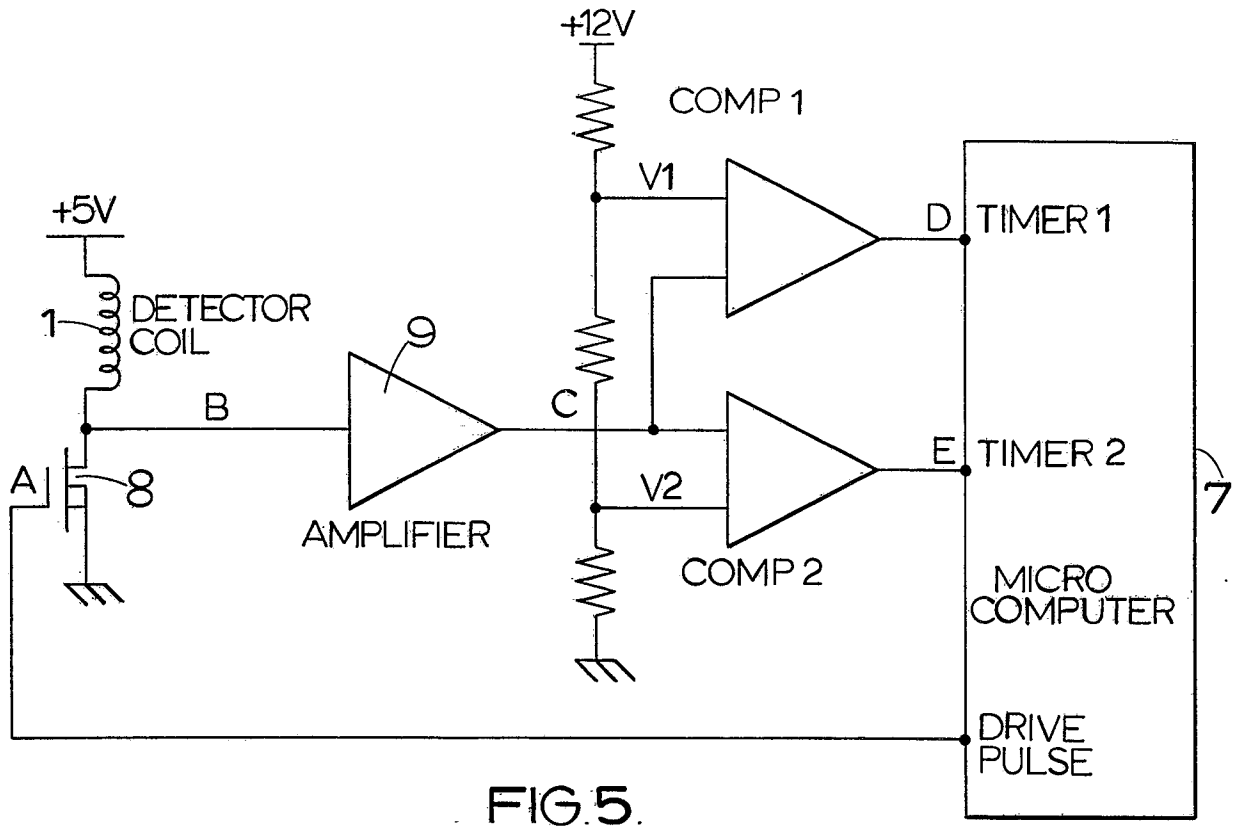 +12V
COMP 1
V1
+5V
D
TIMER 1
1
DETECTOR
COIL
9
B
C
A
8
E
TIMER 2
V2
7
AMPLIFIER
COMP 2
MICRO
COMPUTER
DRIVE
PULSE
FIG.5.